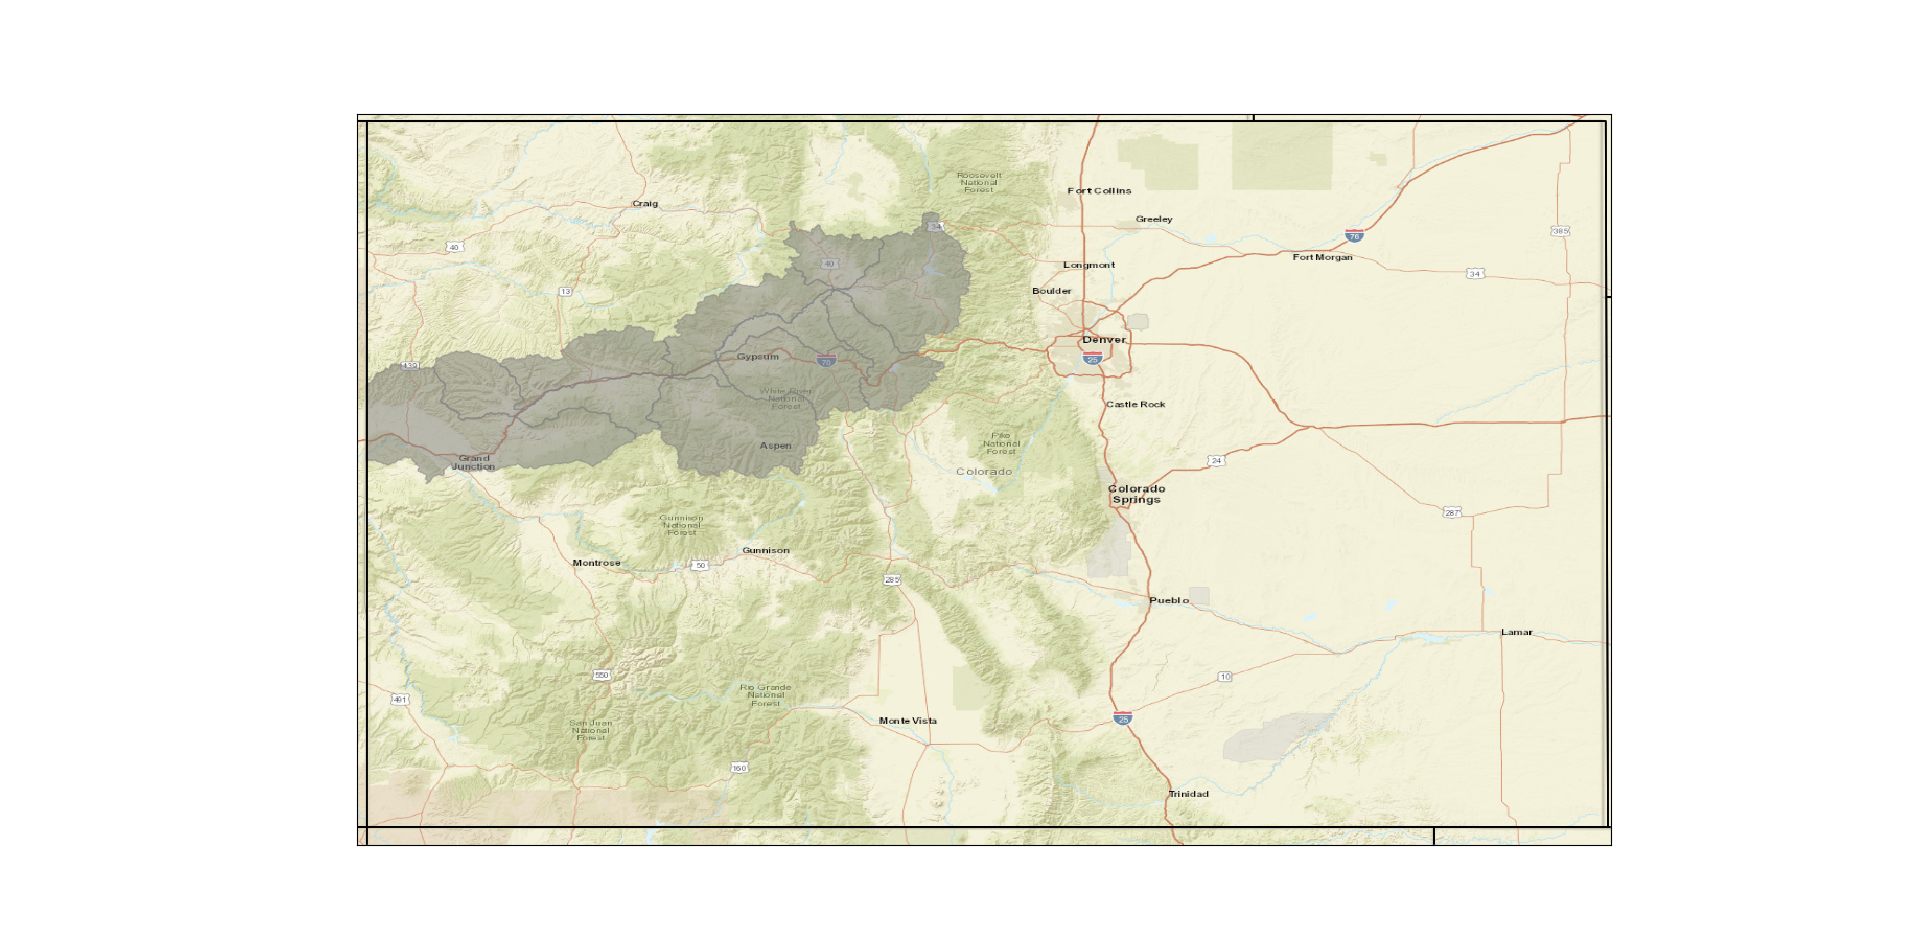 Roosevelt
National
Forest
Fort Collins
Craig
Greeley
34
76
385
40
Fort Morgan
40
Longmont
34
13
Boulder
Denver
25
Gypsum
70
139
White River
National
Forest
Castle Rock
Aspen
Pike
National
Forest
Colorado
24
Grand
Junction
Colorado
Springs
287
Gunnison
National
Forest
Gunnison
Montrose
50
285
Pueblo
Lamar
550
10
491
Rio Grande
National
Forest
Monte Vista
25
San Juan
National
Forest
160
Trinidad